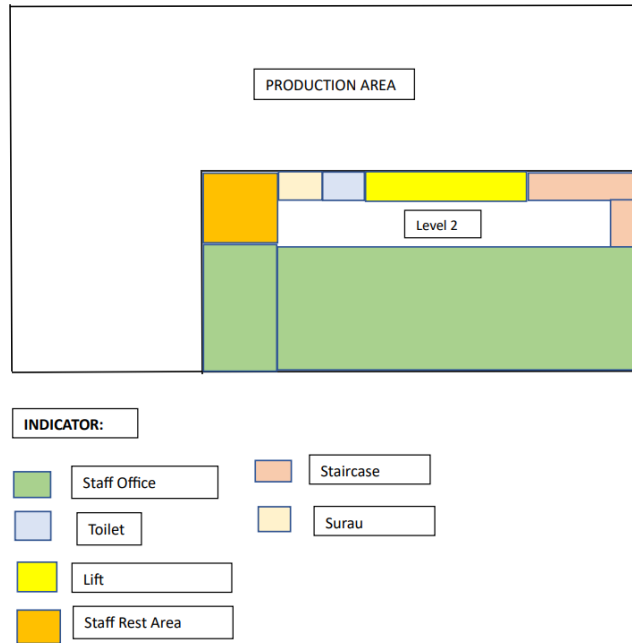 PRODUCTION AREA
Level 2
INDICATOR:
Staff Office
Staircase
Toilet
Surau
Lift
Staff Rest Area